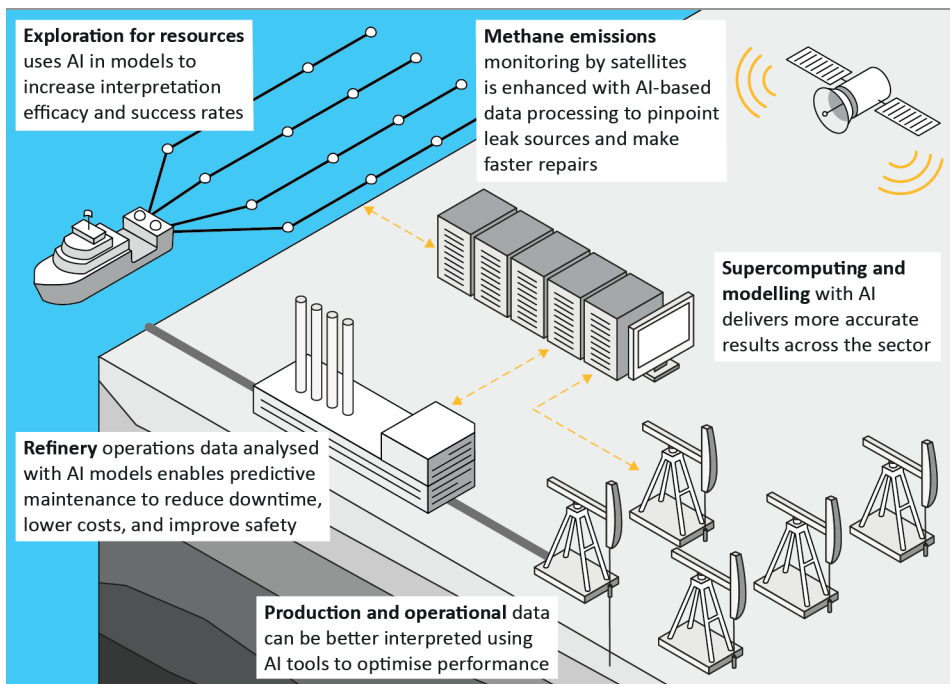 Exploration for resources
uses AI in models to
increase interpretation
efficacy and success rates
Methane emissions
monitoring by satellites
is enhanced with AI-based
data processing to pinpoint
leak sources and make
faster repairs
Supercomputing and
modelling with AI
delivers more accurate
results across the sector
Refinery operations data analysed
with AI models enables predictive
maintenance to reduce downtime,
lower costs, and improve safety
Production and operational data
can be better interpreted using
AI tools to optimise performance